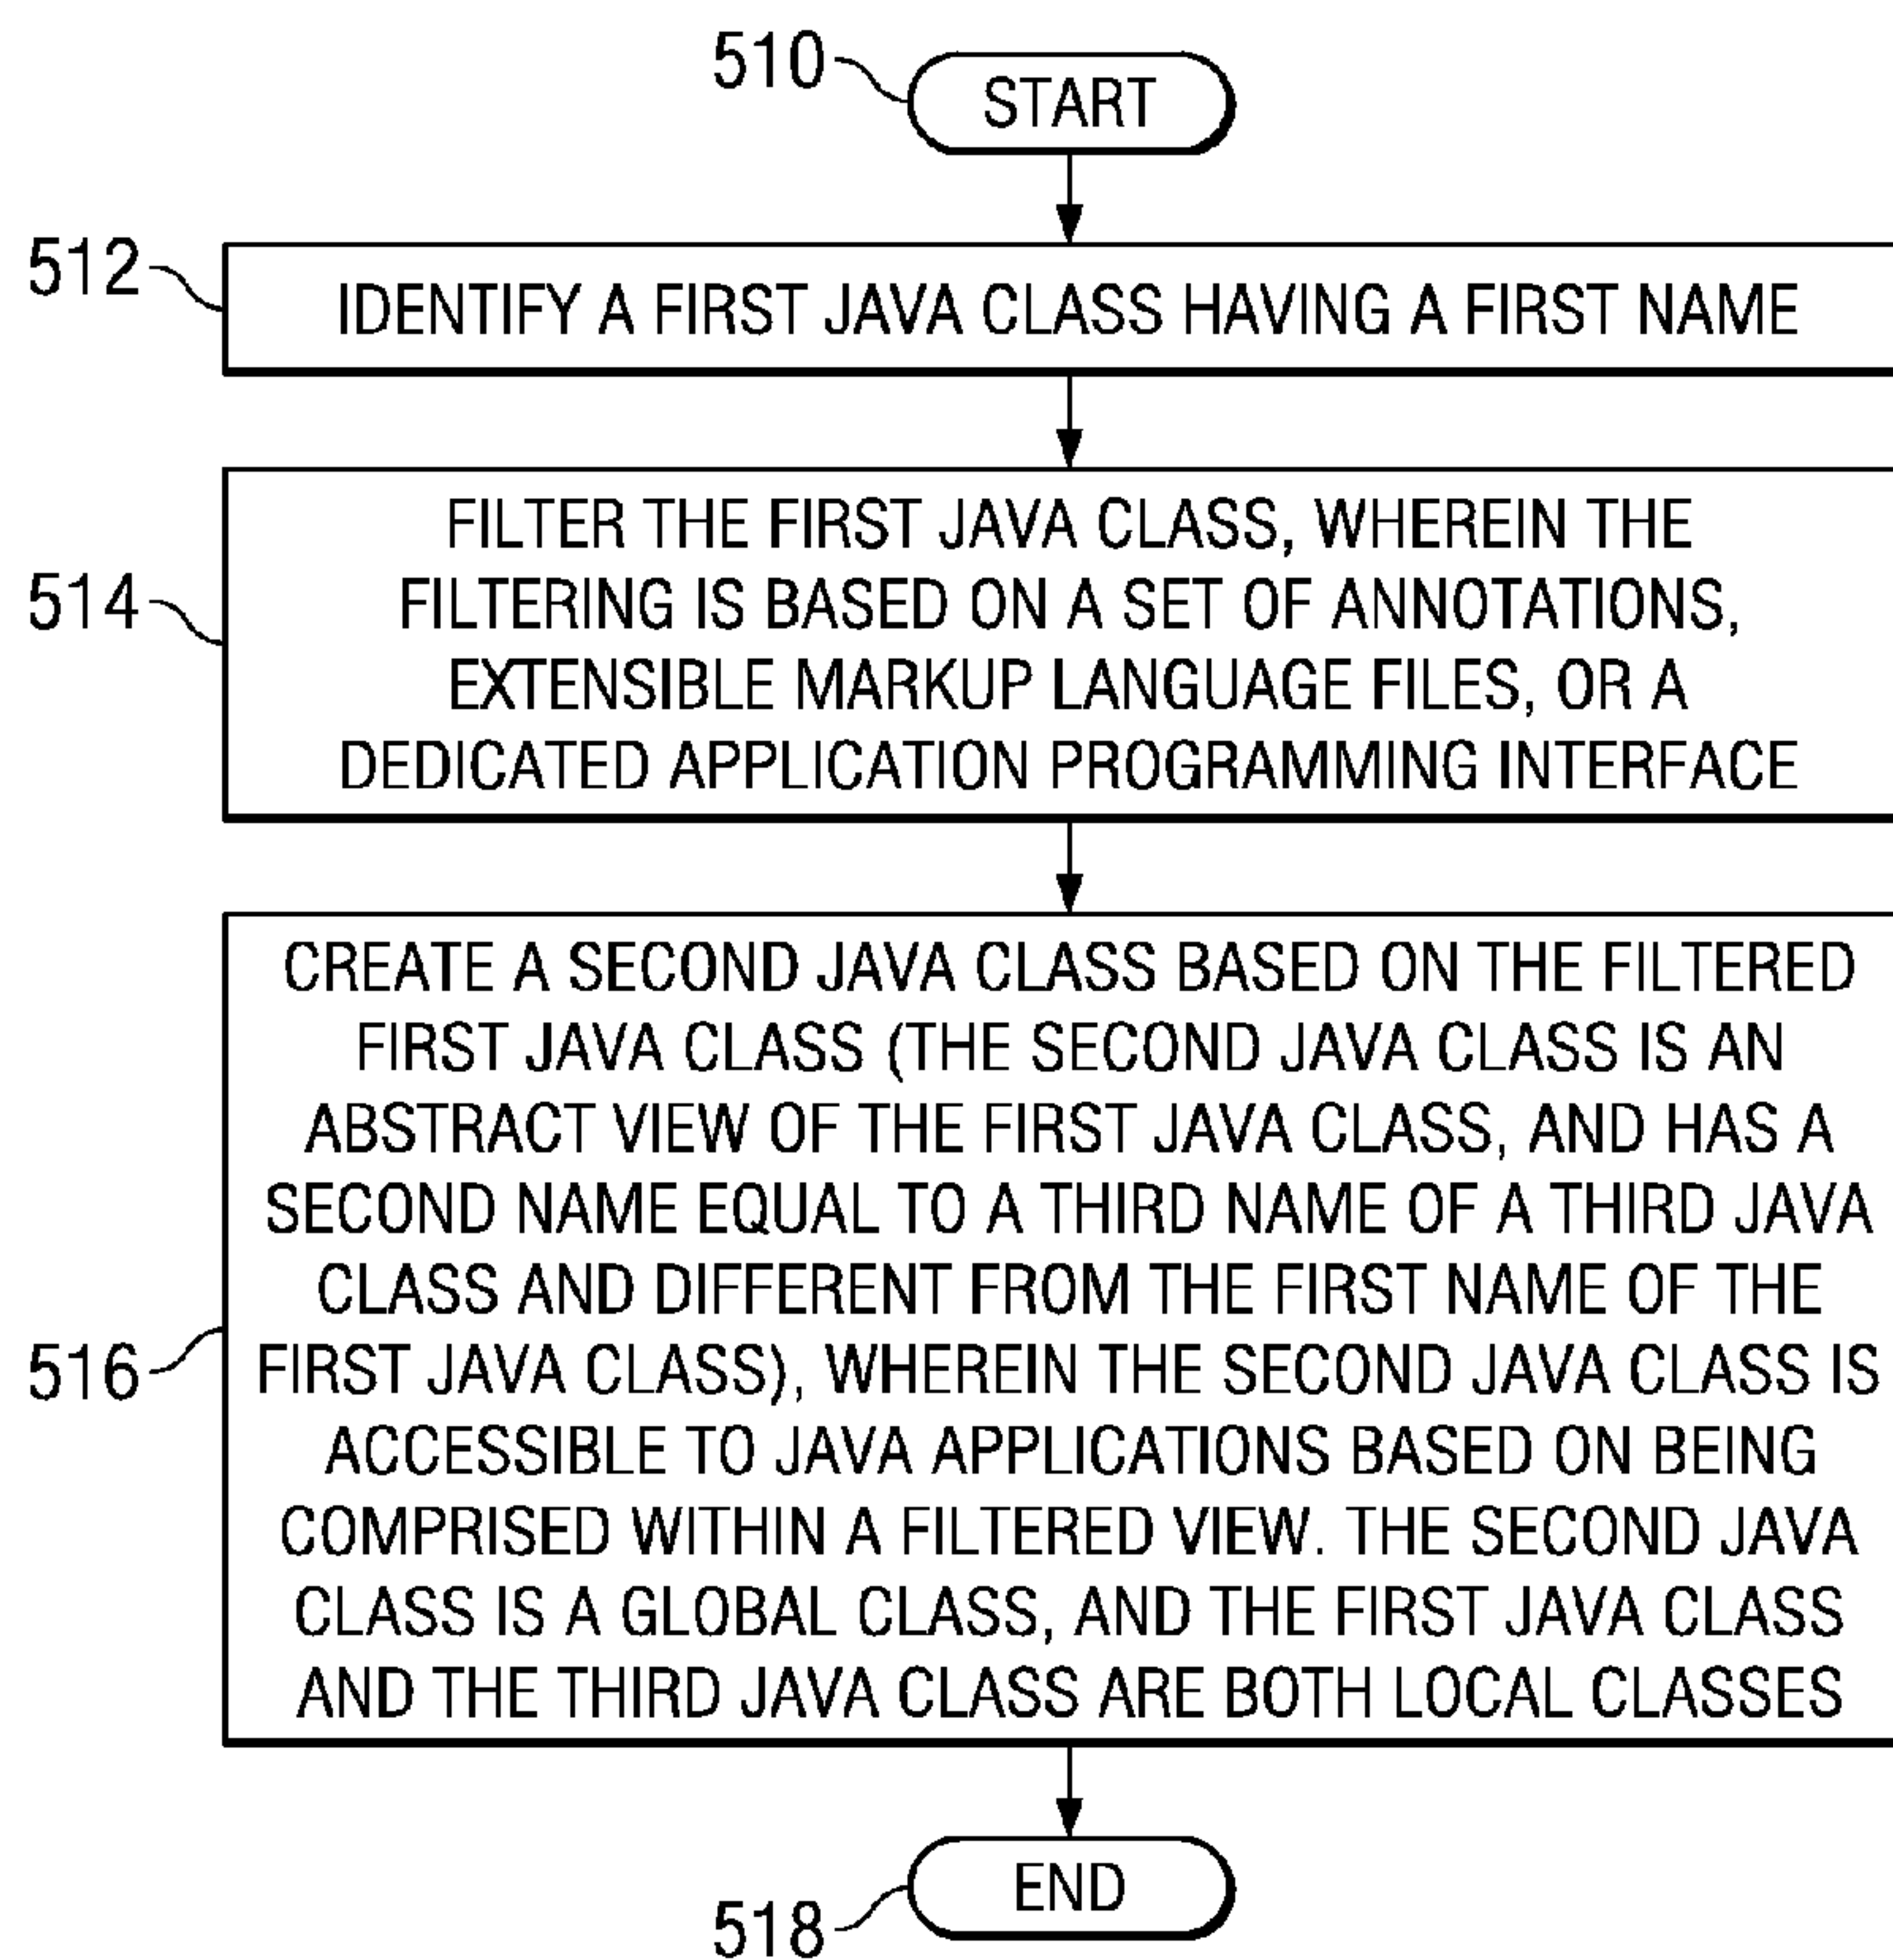 510
START
512
IDENTIFY A FIRST JAVA CLASS HAVING A FIRST NAME
514
FILTER THE FIRST JAVA CLASS, WHEREIN THE
FILTERING IS BASED ON A SET OF ANNOTATIONS,
EXTENSIBLE MARKUP LANGUAGE FILES, OR A
DEDICATED APPLICATION PROGRAMMING INTERFACE
516
CREATE A SECOND JAVA CLASS BASED ON THE FILTERED
FIRST JAVA CLASS (THE SECOND JAVA CLASS IS AN
ABSTRACT VIEW OF THE FIRST JAVA CLASS, AND HAS A
SECOND NAME EQUAL TO A THIRD NAME OF A THIRD JAVA
CLASS AND DIFFERENT FROM THE FIRST NAME OF THE
FIRST JAVA CLASS), WHEREIN THE SECOND JAVA CLASS IS
ACCESSIBLE TO JAVA APPLICATIONS BASED ON BEING
COMPRISED WITHIN A FILTERED VIEW. THE SECOND JAVA
CLASS IS A GLOBAL CLASS, AND THE FIRST JAVA CLASS
AND THE THIRD JAVA CLASS ARE BOTH LOCAL CLASSES
518
END